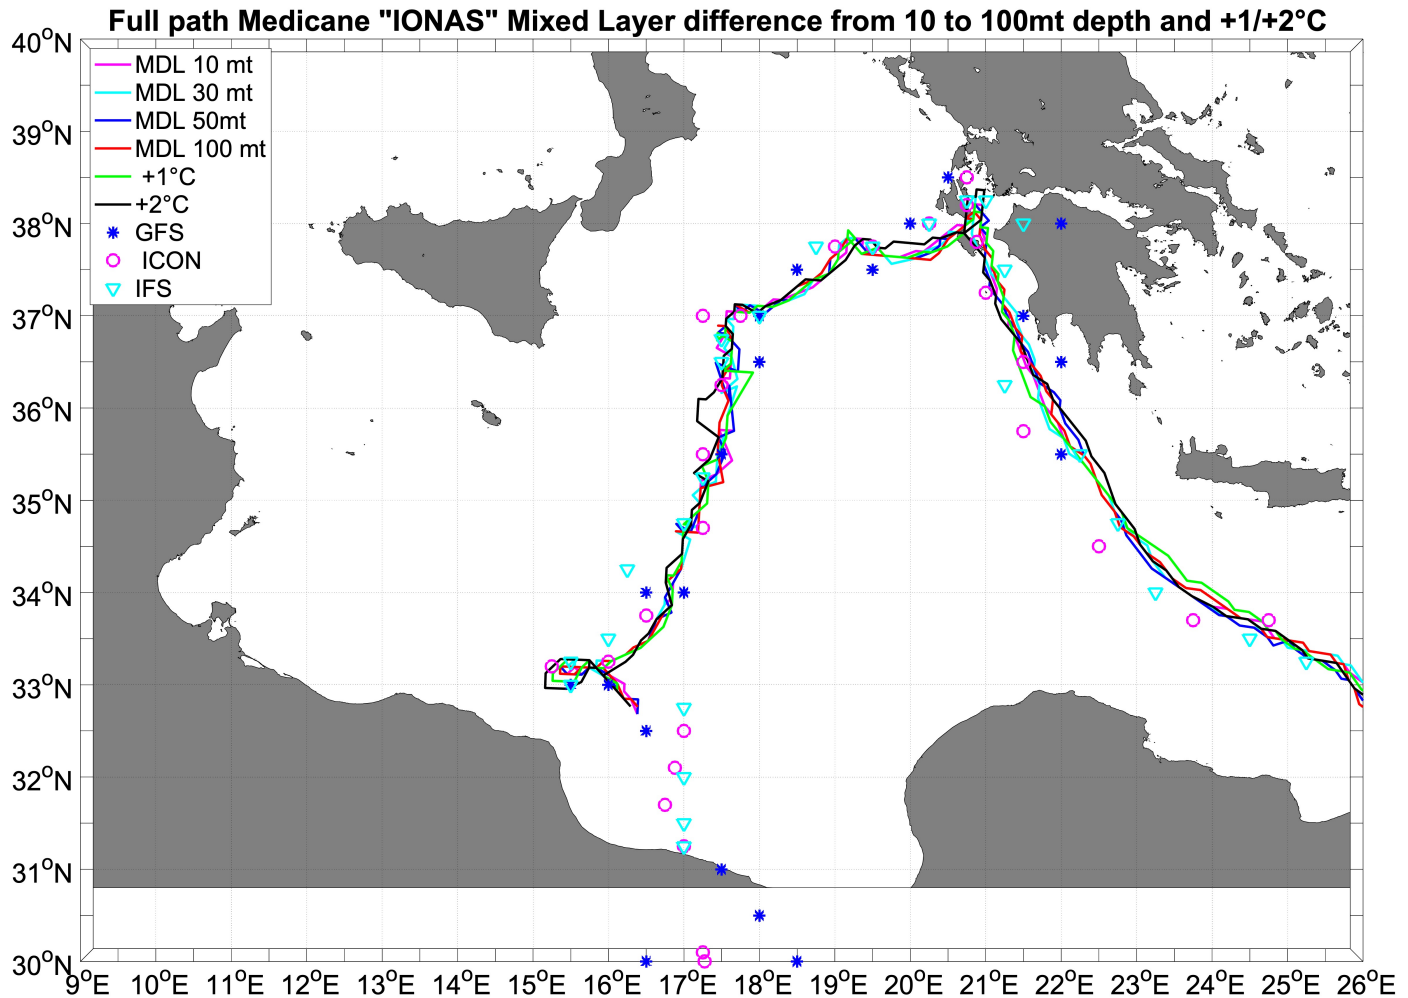 Full path Medicane "IONAS" Mixed Layer difference from 10 to 100mt depth and +1/+2°C
40°N
39°N
38°N
37°N
36°N
35°N
34°N
33°N
32°N
31°N
30°N
MDL 10 mt
MDL 30 mt
MDL 50mt
MDL 100 mt
+1°C
+2°C
GFS
ICON
IFS
9°E 10°E 11°E 12°E 13°E 14°E 15°E 16°E 17°E 18°E 19°E 20°E 21°E 22°E 23°E 24°E 25°E 26°E